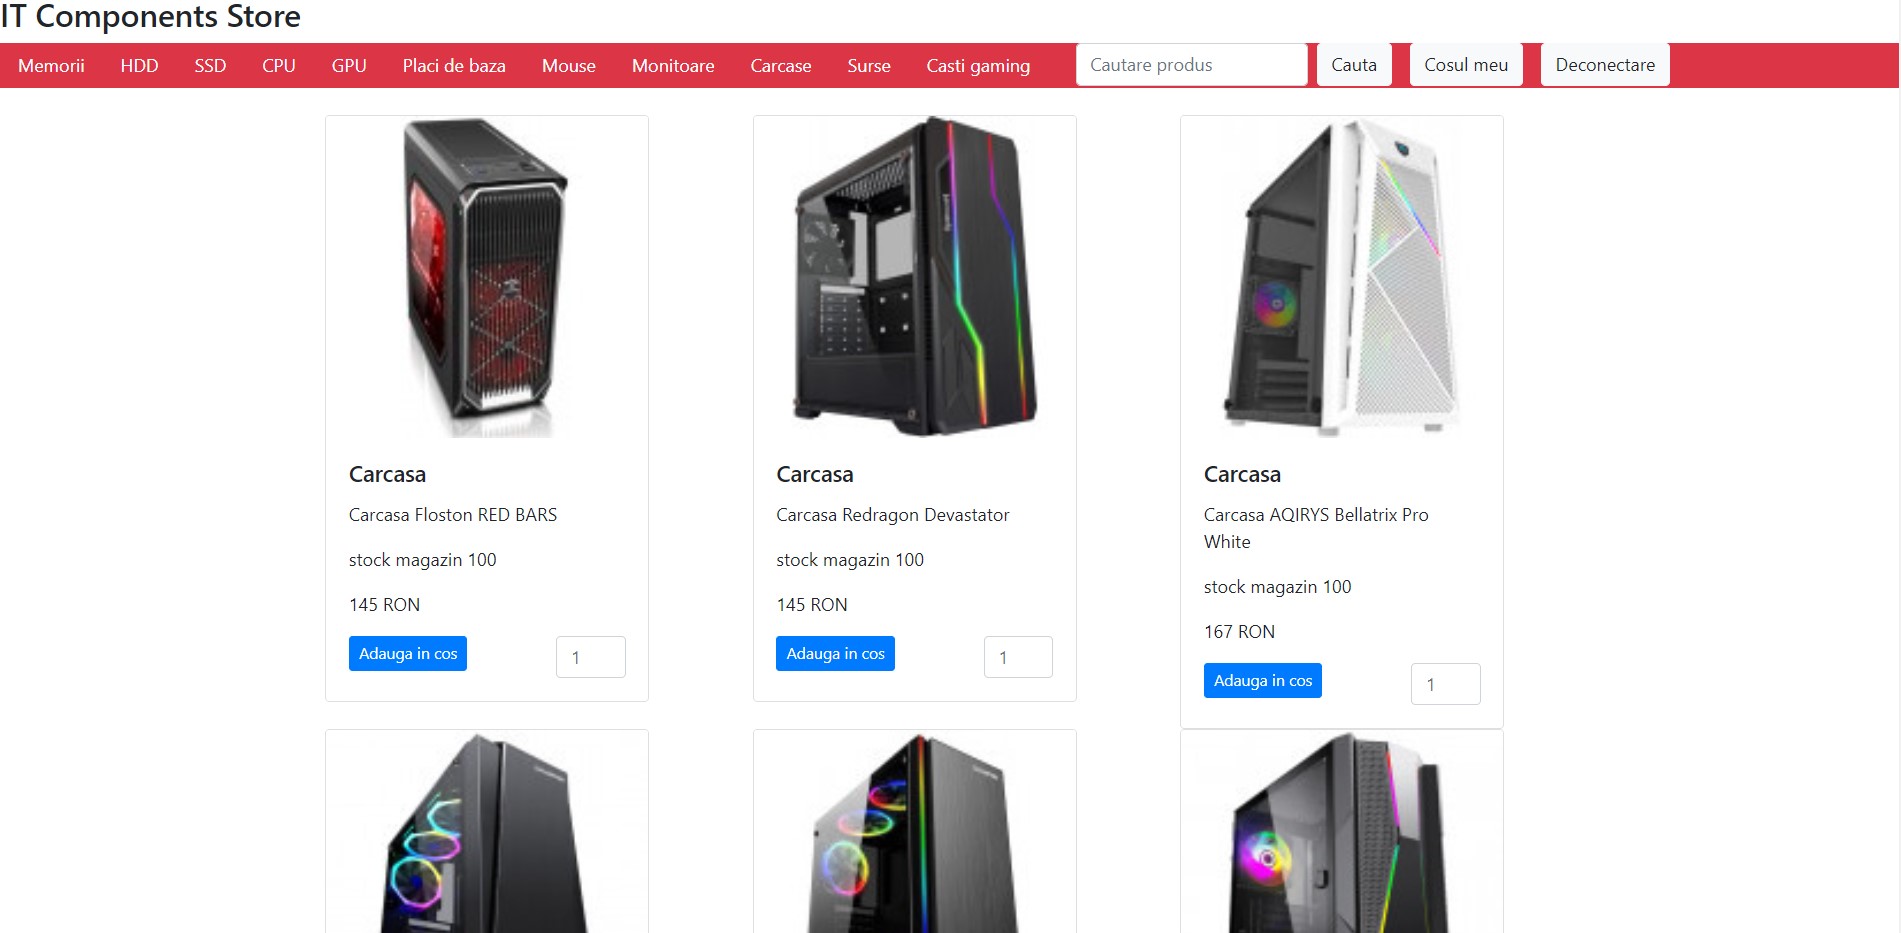 IT Components Store
Memorii HDD SSD CPU GPU Placi de baza Mouse Monitoare Carcase Surse Casti gaming Cautare produs Cauta Cosul meu Deconectare
Carcasa
Carcasa Floston RED BARS
stock magazin 100
145 RON
Adauga in cos 1
Carcasa
Carcasa Redragon Devastator
stock magazin 100
145 RON
Adauga in cos 1
Carcasa
Carcasa AQIRYS Bellatrix Pro
White
stock magazin 100
167 RON
Adauga in cos 1